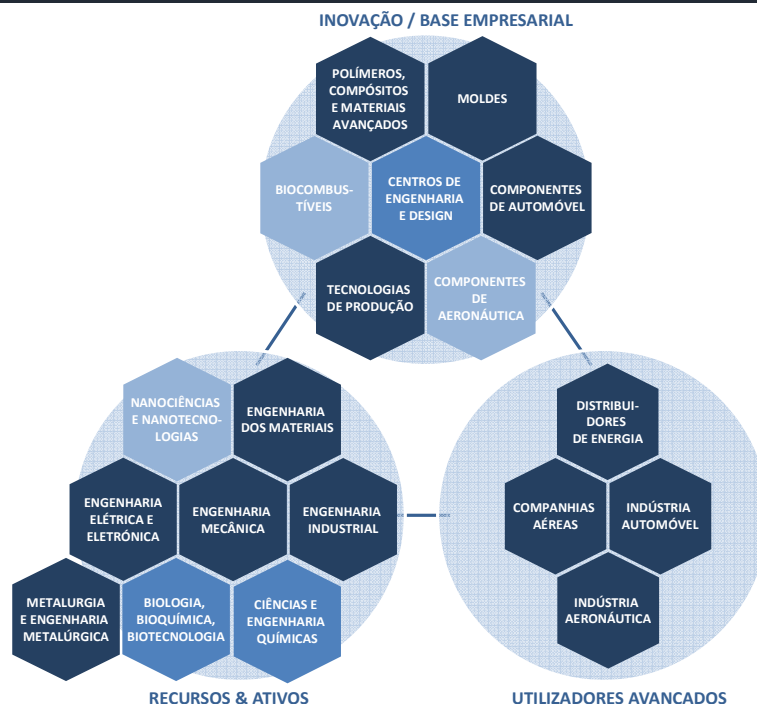 INOVAÇÃO / BASE EMPRESARIAL
POLÍMEROS,
COMPÓSITOS
E MATERIAIS
AVANÇADOS
MOLDES
BIOCOMBUS-
TÍVEIS
CENTROS DE
ENGENHARIA
E DESIGN
COMPONENTES
DE AUTOMÓVEL
TECNOLOGIAS
DE PRODUÇÃO
COMPONENTES
DE
AERONÁUTICA
NANOCIÊNCIAS
E NANOTECNO-
LOGIAS
ENGENHARIA
DOS MATERIAIS
ENGENHARIA
ELÉTRICA E
ELETRÓNICA
ENGENHARIA
MECÂNICA
ENGENHARIA
INDUSTRIAL
METALURGIA
E ENGENHARIA
METALÚRGICA
BIOLOGIA,
BIOQUÍMICA,
BIOTECNOLOGIA
CIÊNCIAS E
ENGENHARIA
QUÍMICAS
RECURSOS & ATIVOS
DISTRIBUI-
DORES
DE ENERGIA
COMPANHIAS
AÉREAS
INDÚSTRIA
AUTOMÓVEL
INDÚSTRIA
AERONÁUTICA
UTILIZADORES AVANÇADOS